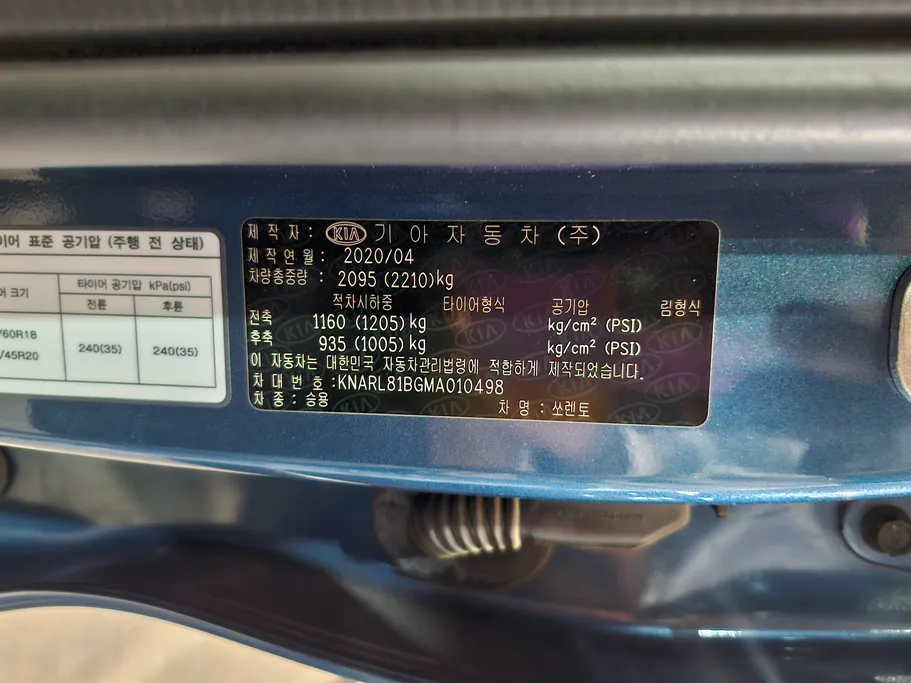 이어 표준 공기압 (주행 전 상태)
어 크기
타이어 공기압 kPa(psi)
전륜 후륜
/60R18
/45R20
240(35) 240(35)
제 작 자 : KIA 기 아 자 동 차 (주)
제 작 연 월 : 2020/04
차량총중량 : 2095 (2210)kg
적차시하중 타이어형식 공기압 림형식
전축 1160 (1205)kg kg/cm² (PSI)
후축 935 (1005)kg kg/cm² (PSI)
이 자동차는 대한민국 자동차관리법령에 적합하게 제작되었습니다.
차 대 번 호 :KNARL81BGMA010498
차 종 : 승용 차 명 : 쏘렌토